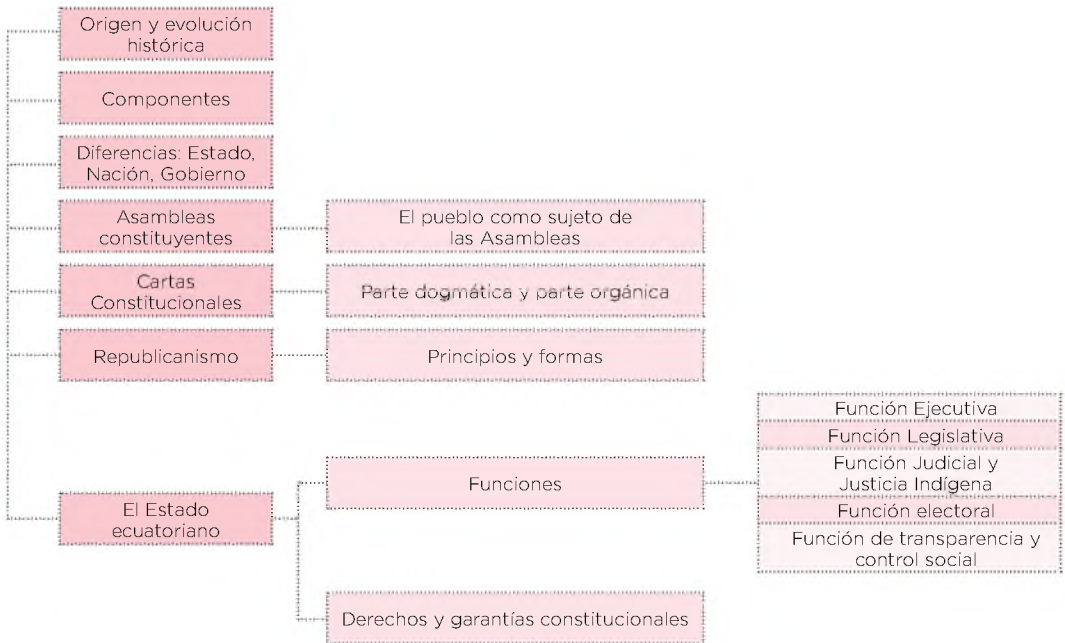 Origen y evolución
histórica
Componentes
Diferencias: Estado,
Nación, Gobierno
Asambleas
constituyentes
El pueblo como sujeto de
las Asambleas
Cartas
Constitucionales
Parte dogmática y parte orgánica
Republicanismo
Principios y formas
El Estado
ecuatoriano
Funciones
Función Ejecutiva
Función Legislativa
Función Judicial y
Justicia Indígena
Función electoral
Función de transparencia y
control social
Derechos y garantías constitucionales